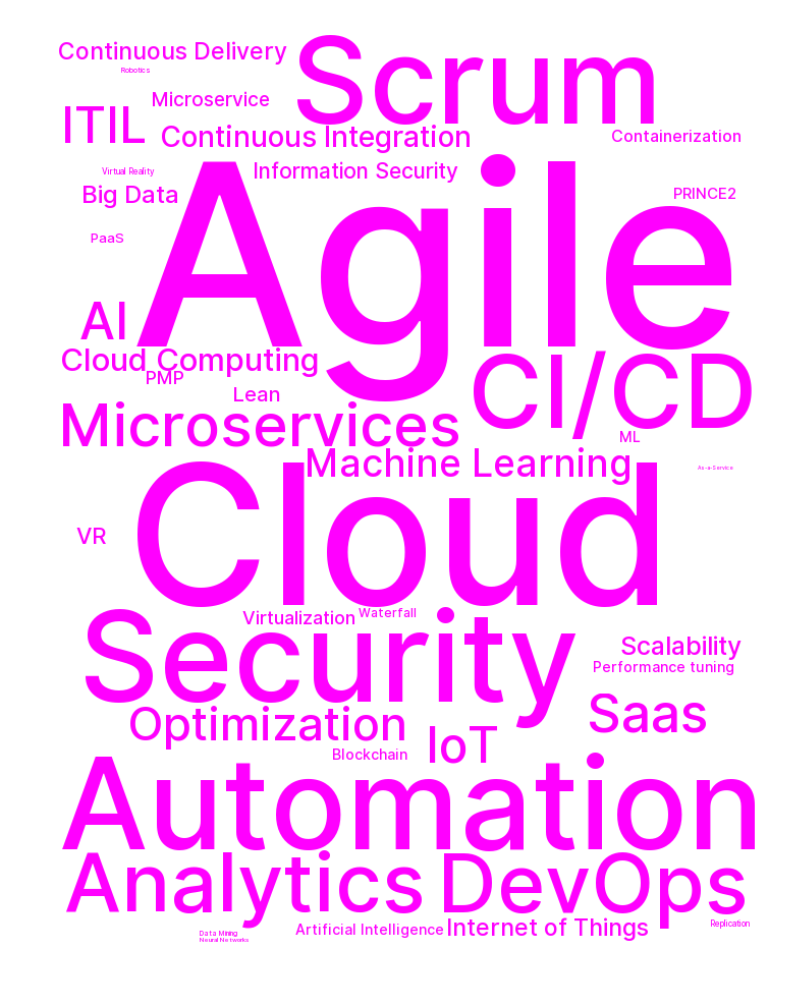 Continuous Delivery
Scrum
Robotics
Microservice
ITIL
Continuous Integration
Containerization
Virtual Reality
Information Security
Big Data
PRINCE2
Agile
PaaS
AI
Cloud Computing
PMP
CI/CD
Lean
Microservices
ML
Machine Learning
As-a-Service
Cloud
VR
Virtualization
Waterfall
Security
Scalability
Performance tuning
Saas
Optimization
IoT
Blockchain
Automation
Analytics
DevOps
Artificial Intelligence
Internet of Things
Replication
Data Mining
Neural Networks